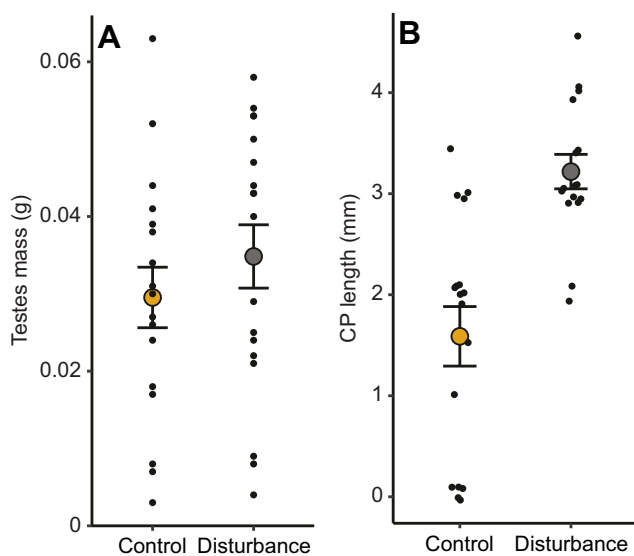 A
Testes mass (g)
0.06
0.04
0.02
0
Control Disturbance
B
CP length (mm)
4
3
2
1
0
Control Disturbance